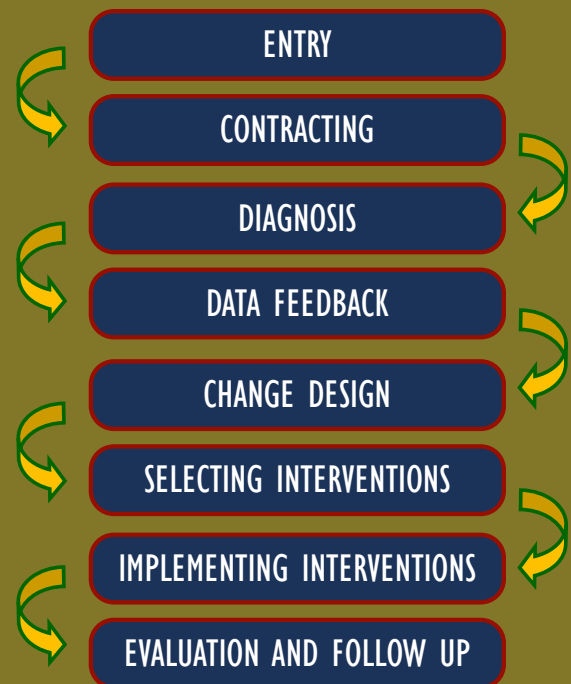 ENTRY
CONTRACTING
DIAGNOSIS
DATA FEEDBACK
CHANGE DESIGN
SELECTING INTERVENTIONS
IMPLEMENTING INTERVENTIONS
EVALUATION AND FOLLOW UP